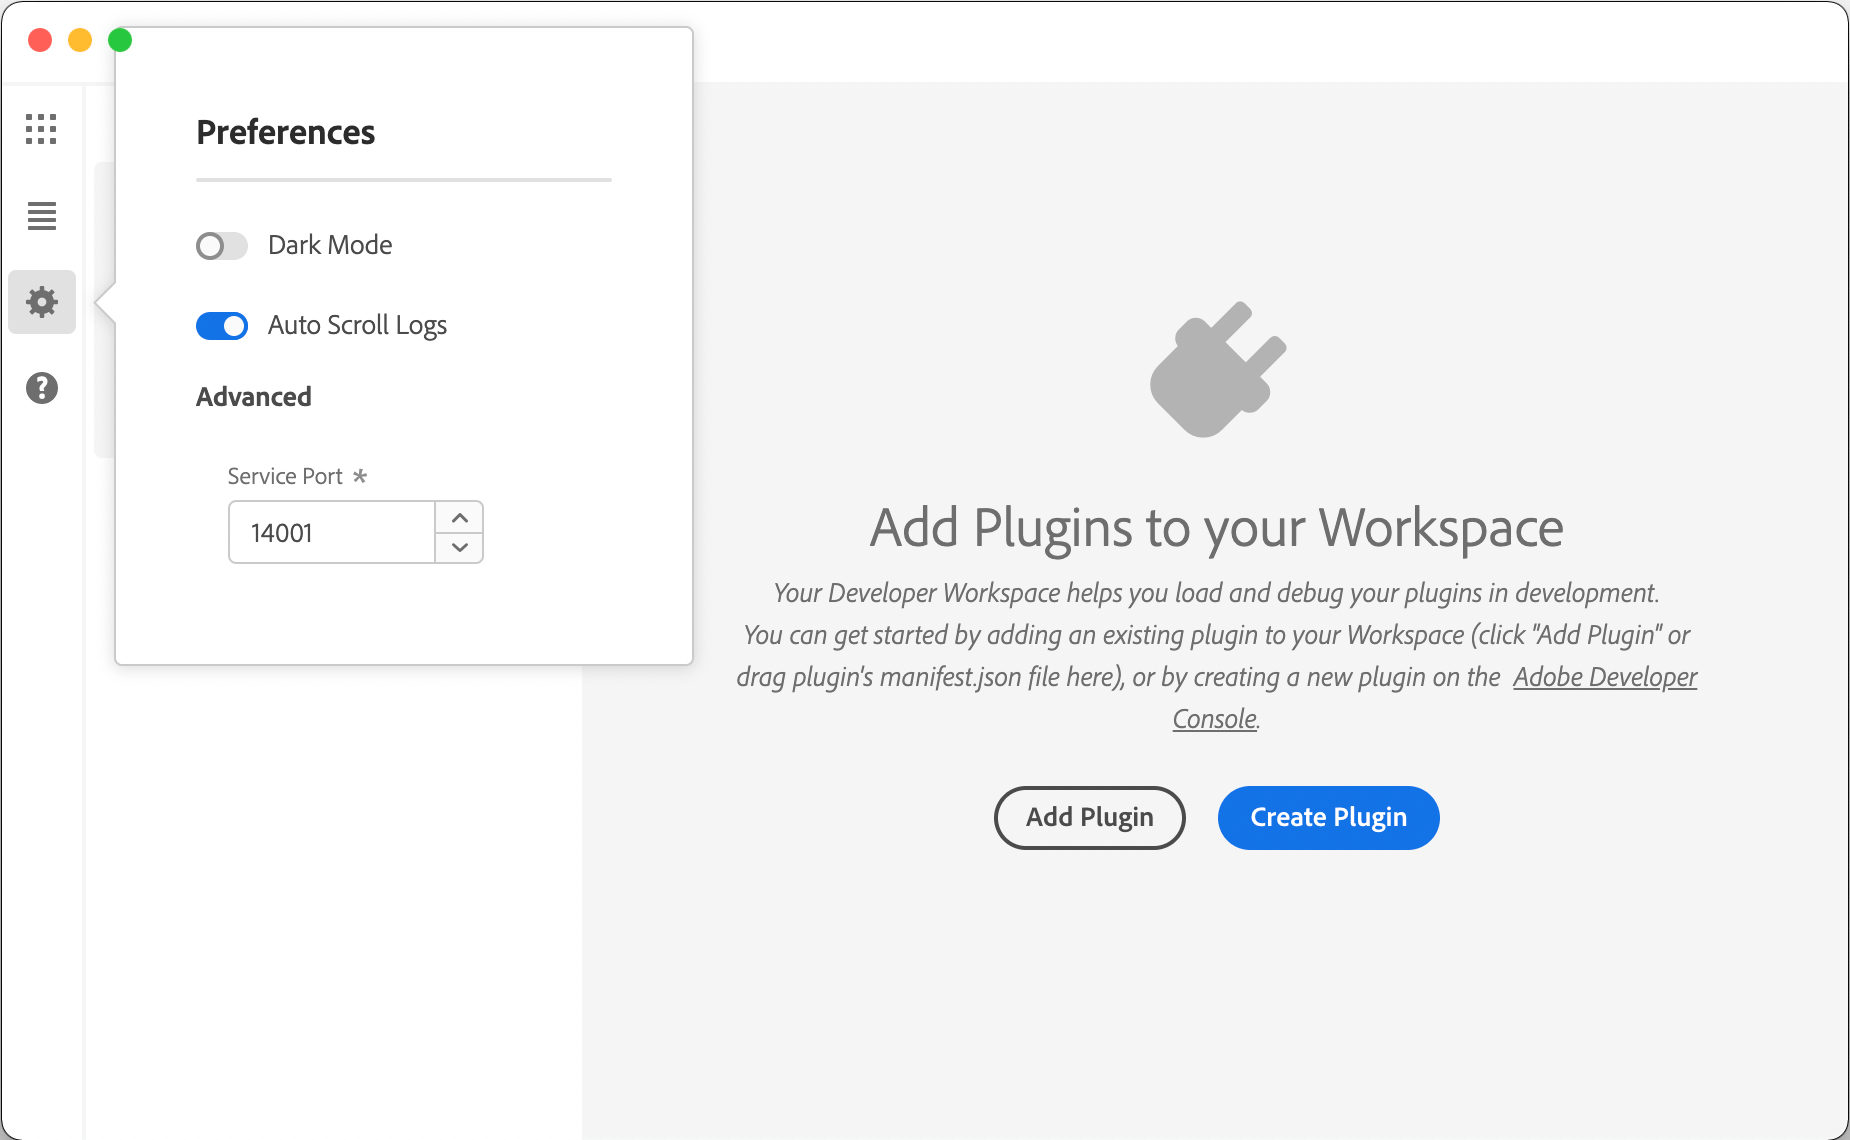 Preferences
Dark Mode
Auto Scroll Logs
Advanced
Service Port *
14001
Add Plugins to your Workspace
Your Developer Workspace helps you load and debug your plugins in development.
You can get started by adding an existing plugin to your Workspace (click "Add Plugin" or
drag plugin's manifest.json file here), or by creating a new plugin on the Adobe Developer
Console.
Add Plugin
Create Plugin